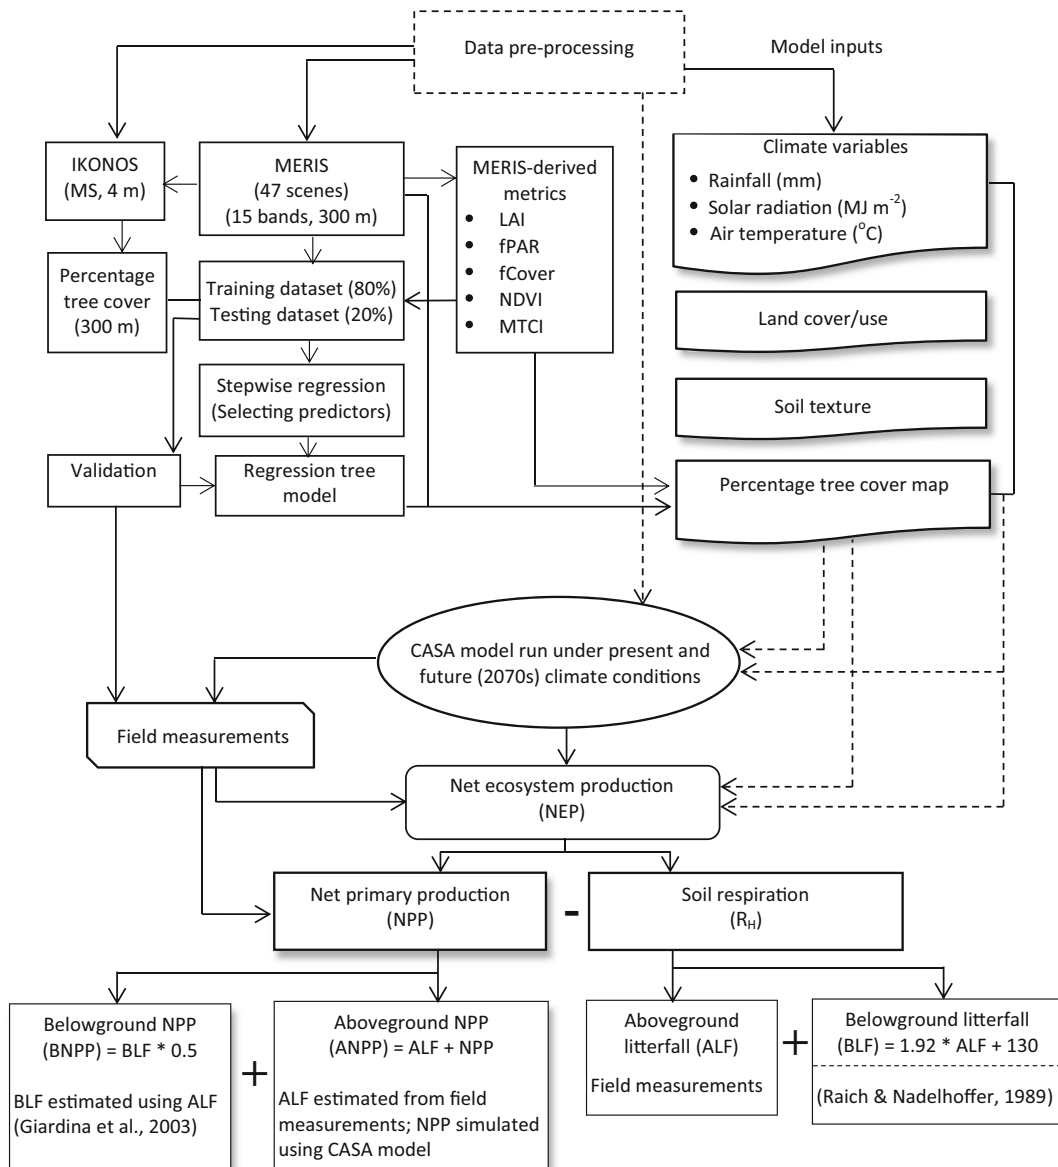 Data pre-processing
Model inputs
IKONOS
(MS, 4 m)
MERIS
(47 scenes)
(15 bands, 300 m)
MERIS-derived
metrics
• LAI
• fPAR
• fCover
• NDVI
• MTCI
Climate variables
• Rainfall (mm)
• Solar radiation (MJ m⁻²)
• Air temperature (°C)
Percentage
tree cover
(300 m)
Training dataset (80%)
Testing dataset (20%)
Land cover/use
Stepwise regression
(Selecting predictors)
Soil texture
Validation
Regression tree
model
Percentage tree cover map
CASA model run under present and
future (2070s) climate conditions
Field measurements
Net ecosystem production
(NEP)
Net primary production
(NPP)
-
Soil respiration
(R_H)
Belowground NPP
(BNPP) = BLF * 0.5
BLF estimated using ALF
(Giardina et al., 2003)
+
Aboveground NPP
(ANPP) = ALF + NPP
ALF estimated from field
measurements; NPP simulated
using CASA model
Aboveground
litterfall (ALF)
Field measurements
+
Belowground litterfall
(BLF) = 1.92 * ALF + 130
(Raich & Nadelhoffer, 1989)